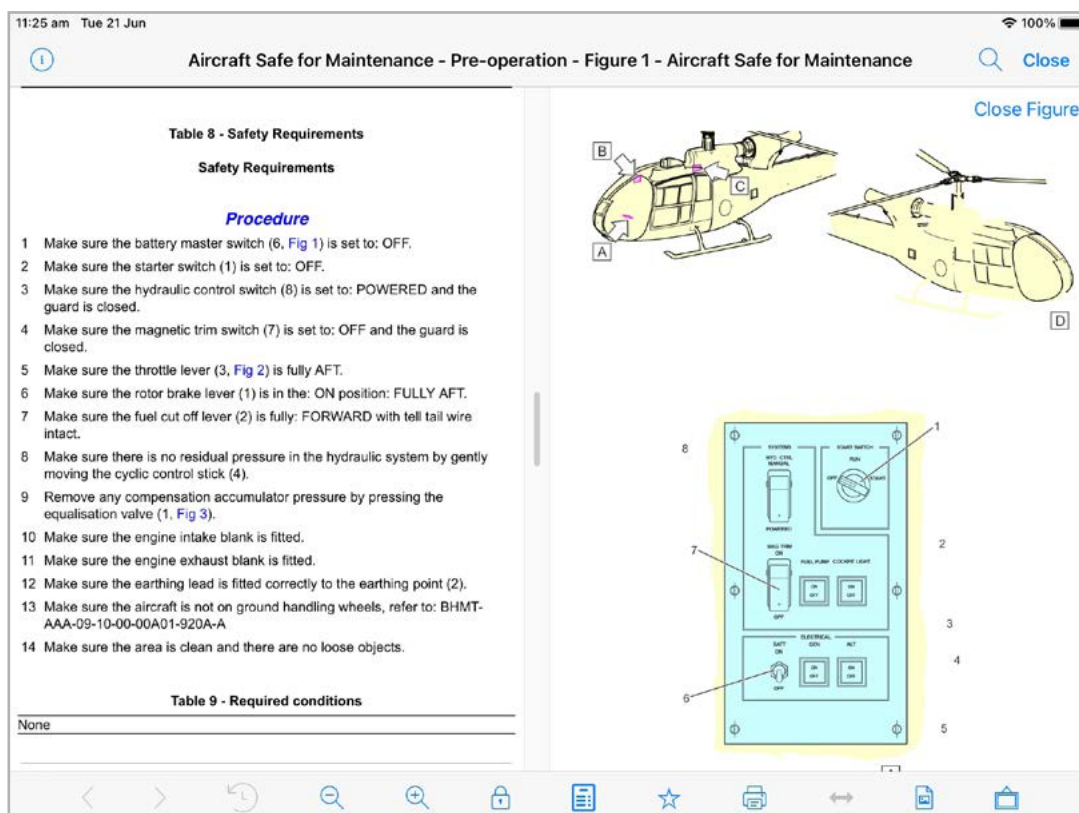 11:25 am Tue 21 Jun
100%
Aircraft Safe for Maintenance - Pre-operation - Figure 1 - Aircraft Safe for Maintenance
Close
Table 8 - Safety Requirements
Safety Requirements
Procedure
1 Make sure the battery master switch (6, Fig 1) is set to: OFF.
2 Make sure the starter switch (1) is set to: OFF.
3 Make sure the hydraulic control switch (8) is set to: POWERED and the
guard is closed.
4 Make sure the magnetic trim switch (7) is set to: OFF and the guard is
closed.
5 Make sure the throttle lever (3, Fig 2) is fully AFT.
6 Make sure the rotor brake lever (1) is in the: ON position: FULLY AFT.
7 Make sure the fuel cut off lever (2) is fully: FORWARD with tell tail wire
intact.
8 Make sure there is no residual pressure in the hydraulic system by gently
moving the cyclic control stick (4).
9 Remove any compensation accumulator pressure by pressing the
equalisation valve (1, Fig 3).
10 Make sure the engine intake blank is fitted.
11 Make sure the engine exhaust blank is fitted.
12 Make sure the earthing lead is fitted correctly to the earthing point (2).
13 Make sure the aircraft is not on ground handling wheels, refer to: BHMT-
AAA-09-10-00-00A01-920A-A
14 Make sure the area is clean and there are no loose objects.
Table 9 - Required conditions
None
Close Figure
B
C
A
D
1
8
SYSTEMS
START SWITCH
HYD CTRL
MANUAL
RUN
OFF
START
POWERED
MAG TRIM
ON
2
7
FUEL PUMP COCKPIT LIGHT
ON
OFF
ON
OFF
OFF
3
ELECTRICAL
BATT
ON
GEN
ALT
4
ON
OFF
ON
OFF
OFF
6
5